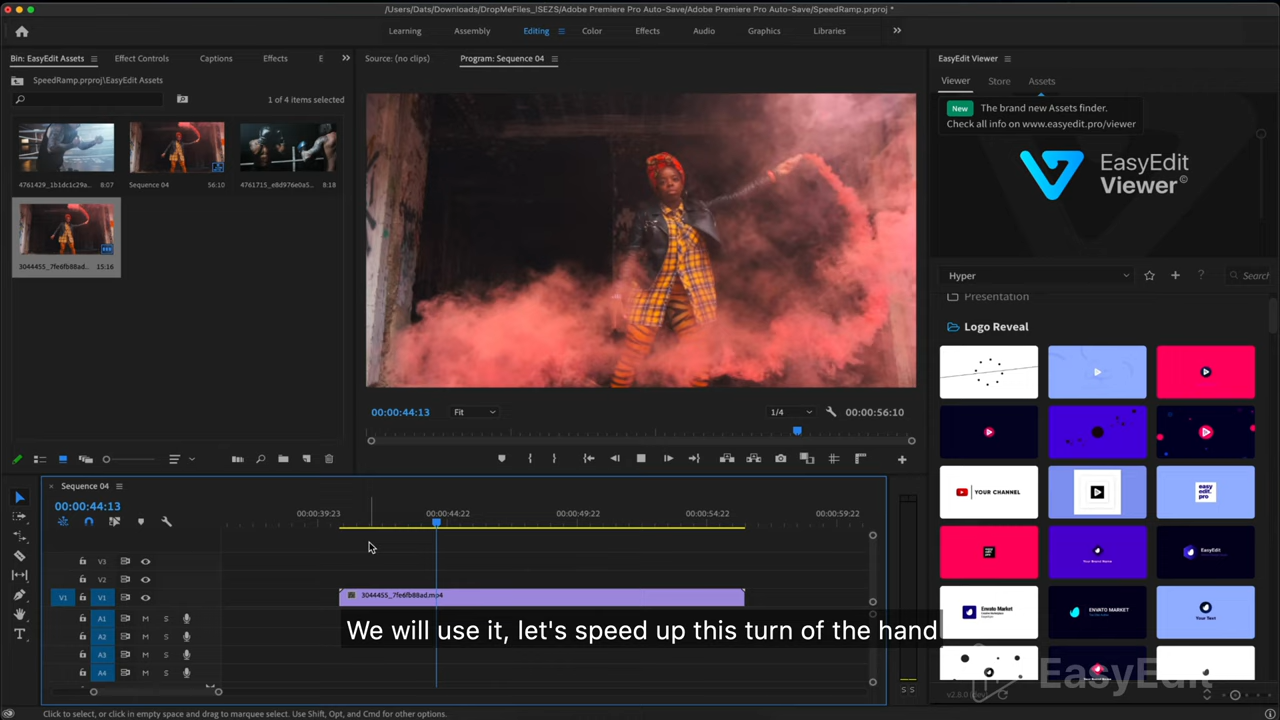 /Users/Dats/Downloads/DropMeFiles_ISEZS/Adobe Premiere Pro Auto-Save/Adobe Premiere Pro Auto-Save/SpeedRamp.prproj *
Learning Assembly Editing Color Effects Audio Graphics Libraries
Bin: EasyEdit Assets Effect Controls Captions Effects E
Source: (no clips) Program: Sequence 04
EasyEdit Viewer
SpeedRamp.prproj\EasyEdit Assets
Viewer Store Assets
1 of 4 items selected
New The brand new Assets finder.
Check all info on www.easyedit.pro/viewer
EasyEdit
Viewer©
4761429_1b1dc1c29a... 8:07
Sequence 04 56:10
4761715_e8d976e0a5... 8:18
3044455_7fe6fb88ad... 15:16
Hyper
? Search
Presentation
Logo Reveal
YOUR CHANNEL
easy
edit.
pro
EasyEdit
Envato Market
ENVATO MARKET
Your Text
00:00:44:13 Fit 1/4 00:00:56:10
Sequence 04
00:00:44:13
00:00:39:23 00:00:44:22 00:00:49:22 00:00:54:22 00:00:59:22
V3
V2
V1 V1
3044455_7fe6fb88ad.mp4
A1 M S
A2 M S
A3 M S
A4 M S
We will use it, let's speed up this turn of the hand
S S
EasyEdit
v2.8.0 (dev)
Click to select, or click in empty space and drag to marquee select. Use Shift, Opt, and Cmd for other options.